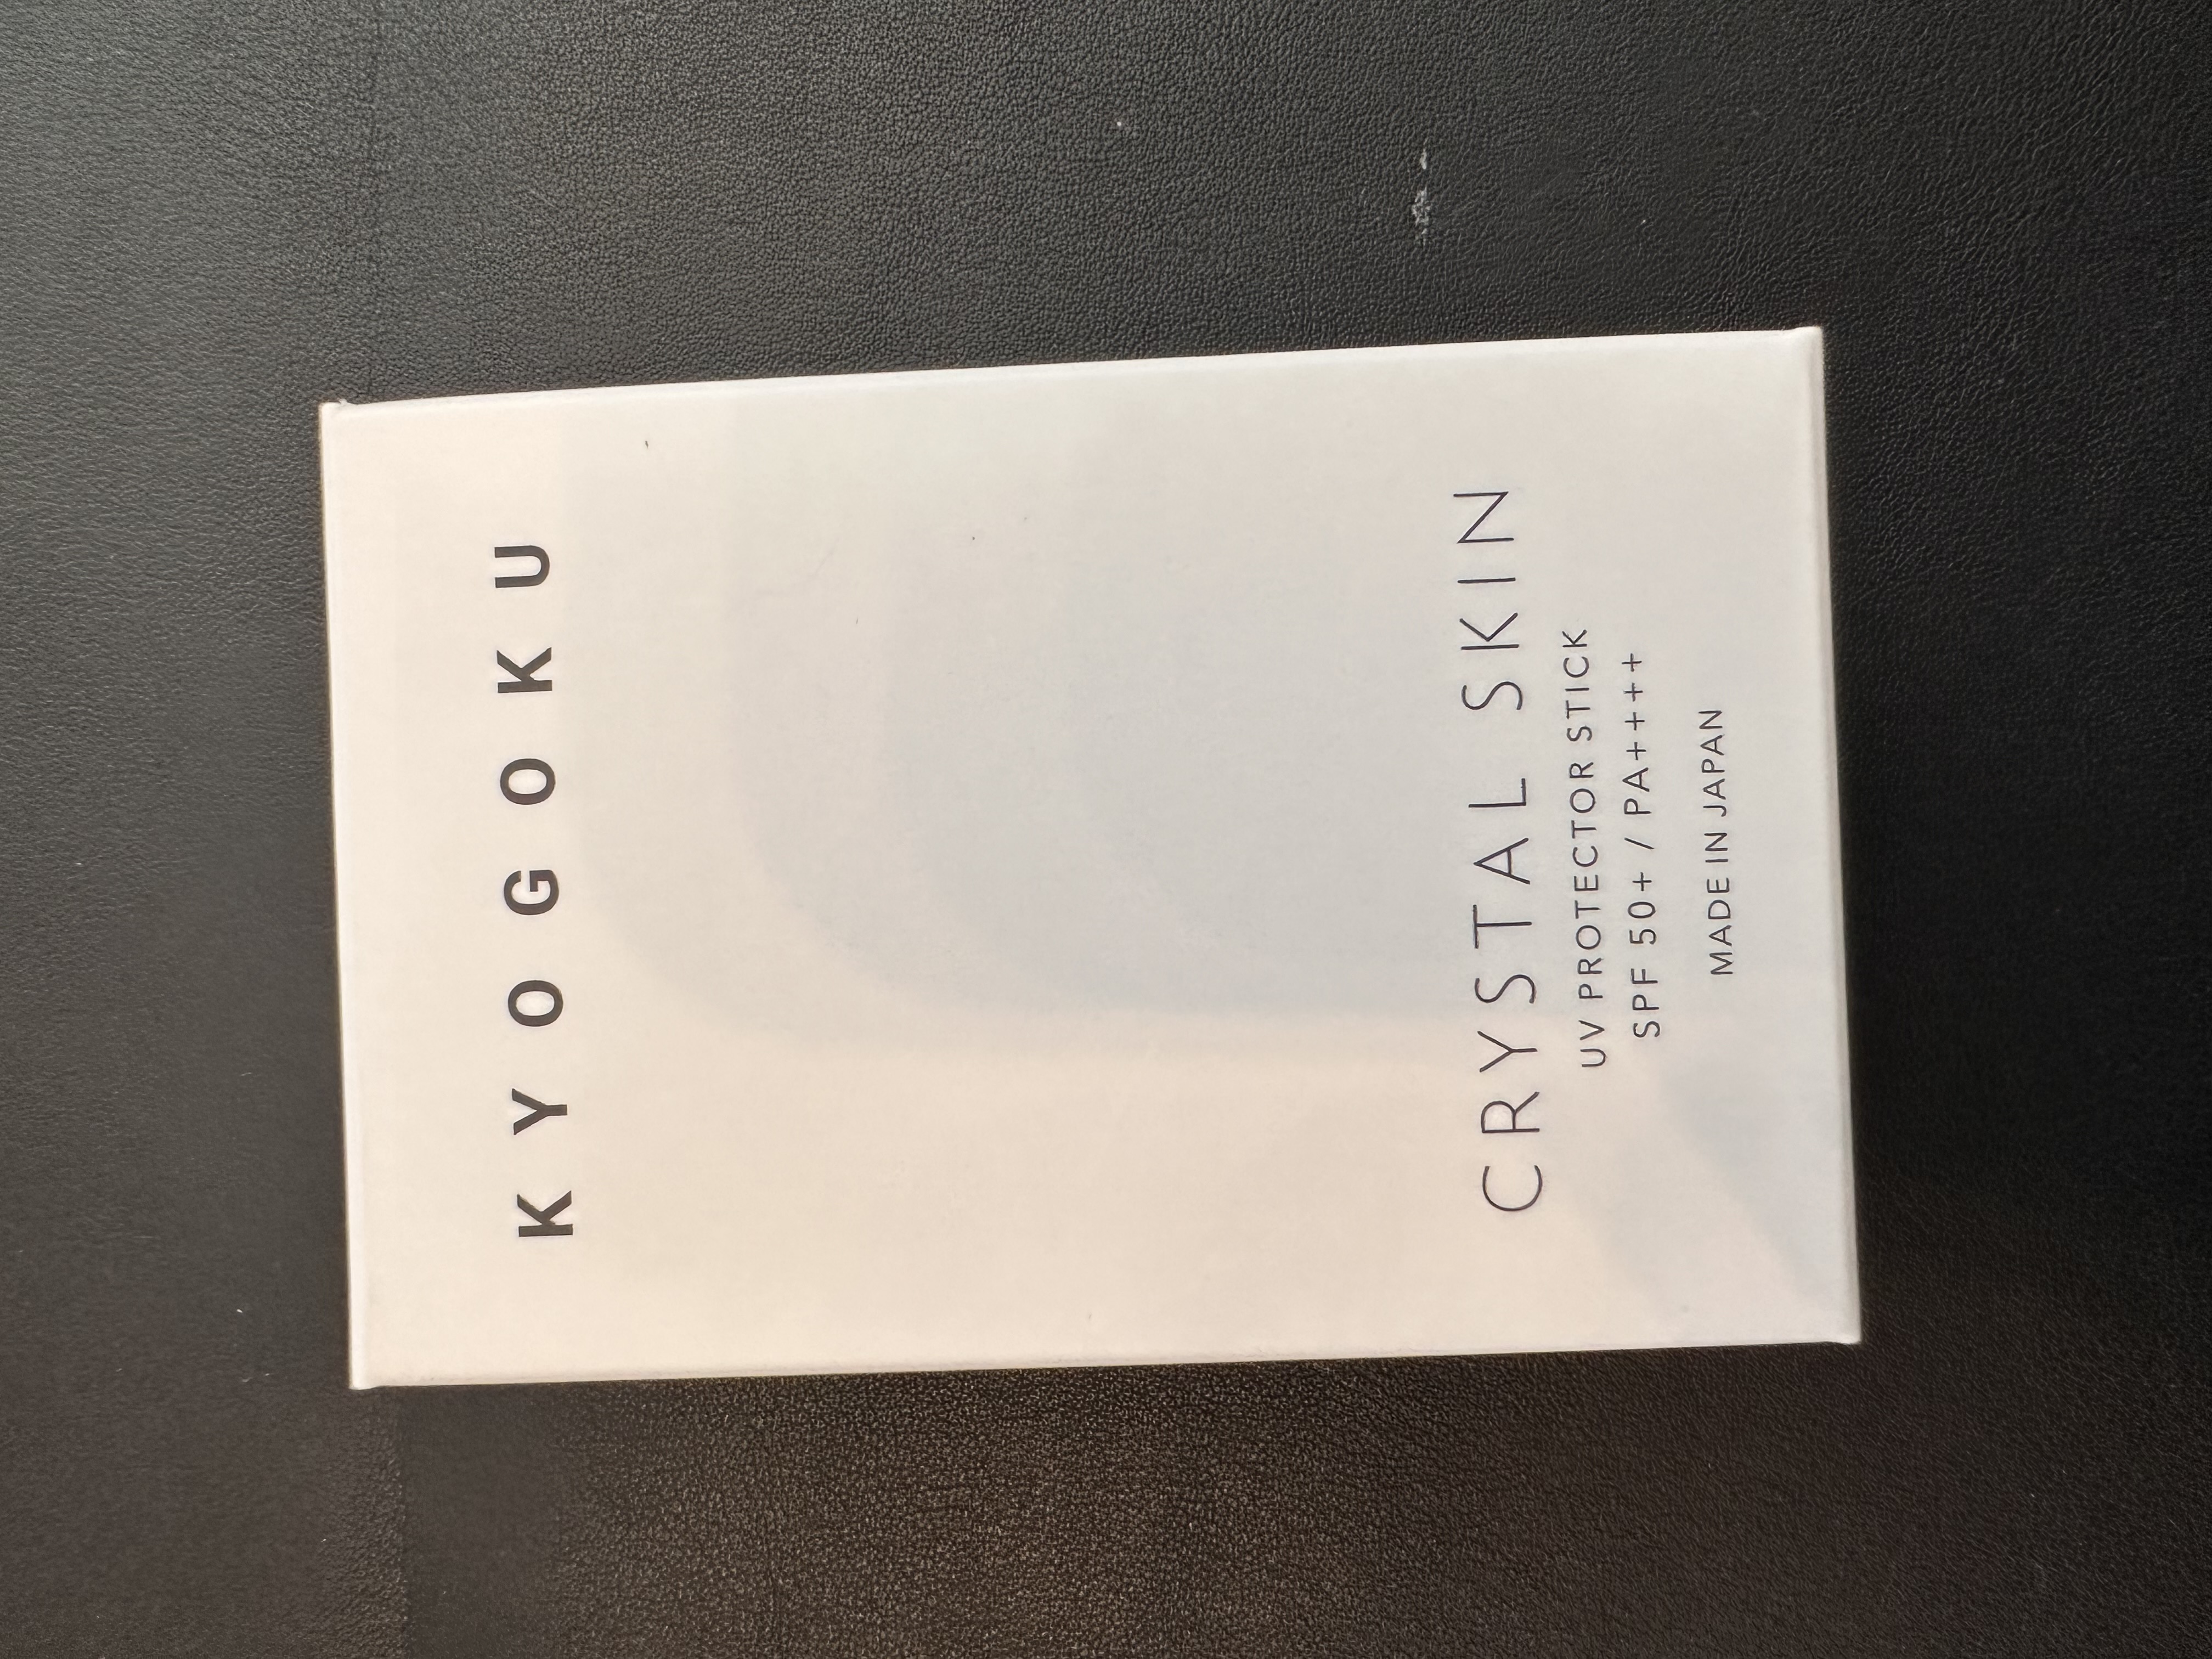 KYOGOKU
CRYSTAL SKIN
UV PROTECTOR STICK
SPF 50+ / PA++++
MADE IN JAPAN